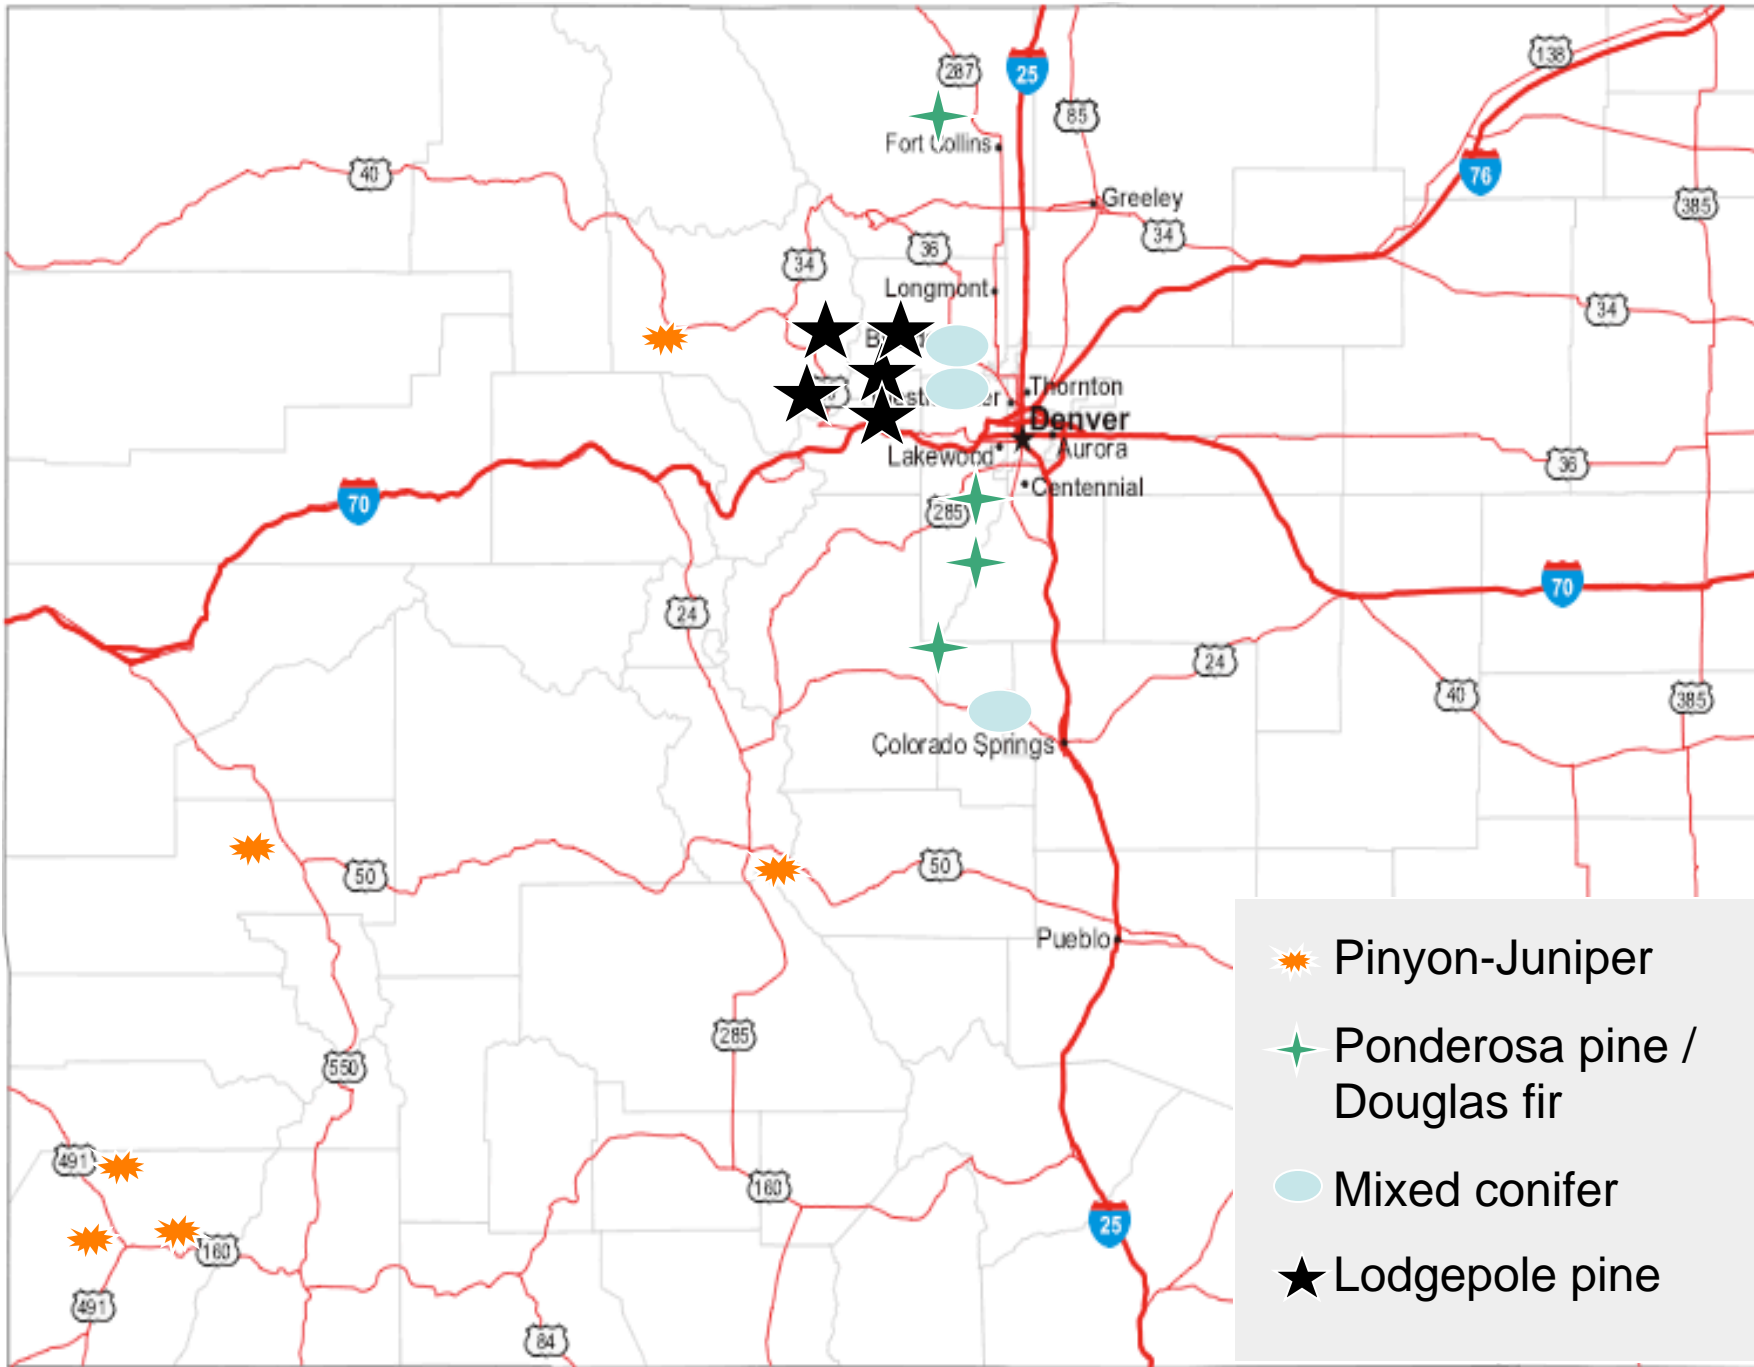 138
287
25
85
Fort Collins
40
76
Greeley
385
34
36
34
Longmont
34
Thornton
Denver
Aurora
Lakewood
36
Centennial
70
285
70
24
24
40
385
Colorado Springs
50
50
Pueblo
Pinyon-Juniper
285
Ponderosa pine /
Douglas fir
550
491
160
Mixed conifer
25
160
Lodgepole pine
491
84